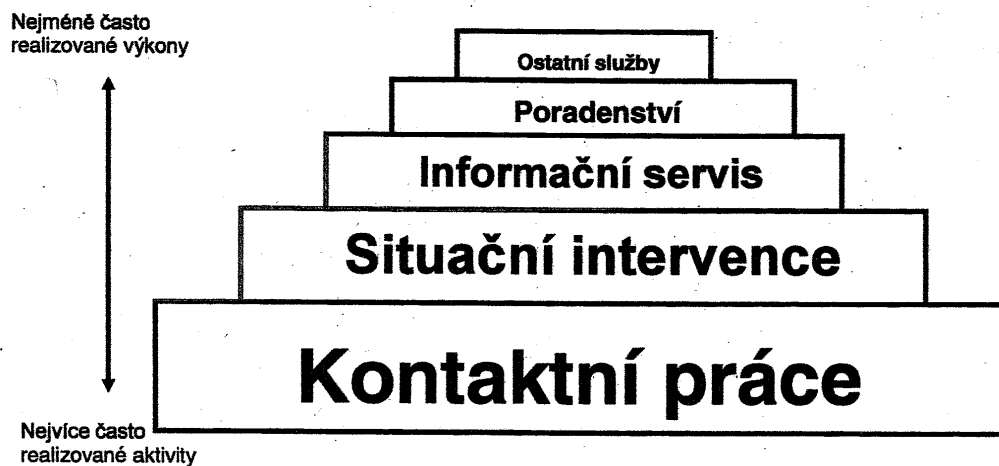 Nejméně často
realizované výkony
Ostatní služby
Poradenství
Informační servis
Situační intervence
Kontaktní práce
Nejvíce často
realizované aktivity